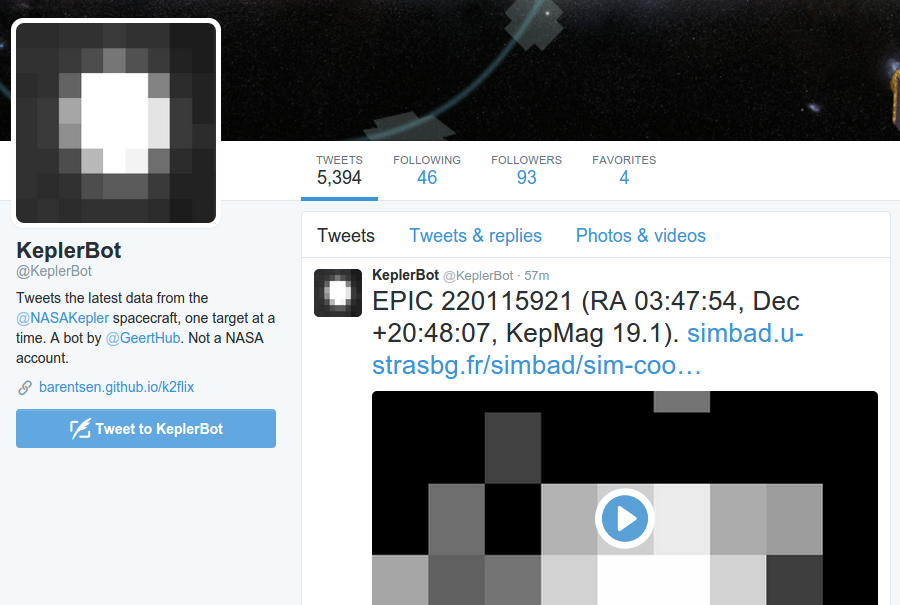 TWEETS FOLLOWING FOLLOWERS FAVORITES
5,394 46 93 4
KeplerBot
@KeplerBot
Tweets the latest data from the
@NASAKepler spacecraft, one target at a
time. A bot by @GeertHub. Not a NASA
account.
barentsen.github.io/k2flix
Tweet to KeplerBot
Tweets Tweets & replies Photos & videos
KeplerBot @KeplerBot · 57m
EPIC 220115921 (RA 03:47:54, Dec
+20:48:07, KepMag 19.1). simbad.u-
strasbg.fr/simbad/sim-coo…